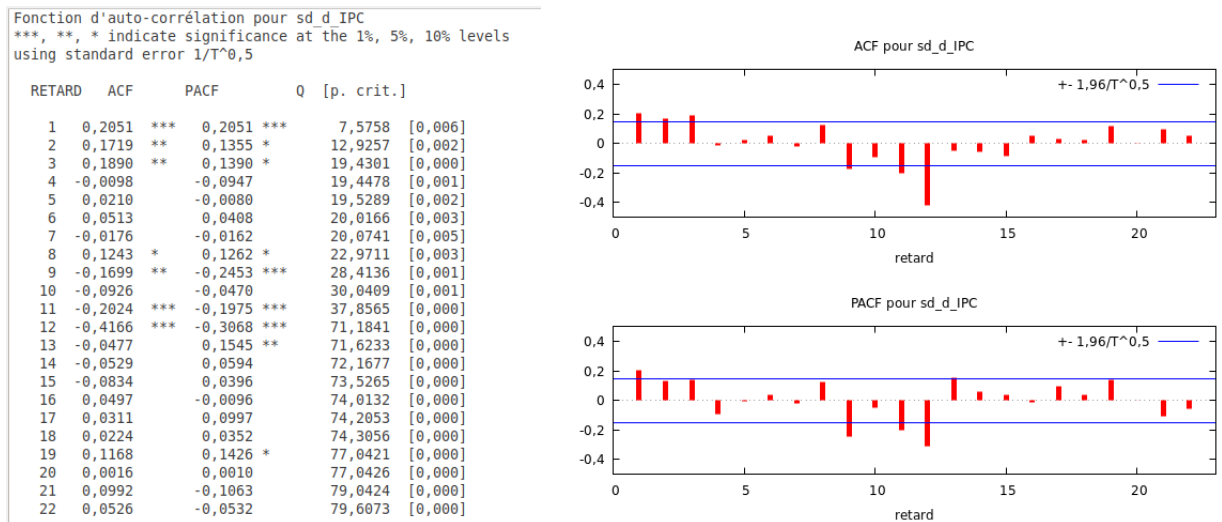 Fonction d'auto-corrélation pour sd_d_IPC
***, **, * indicate significance at the 1%, 5%, 10% levels
using standard error 1/T^0,5
RETARD ACF PACF Q [p. crit.]
1 0,2051 *** 0,2051 *** 7,5758 [0,006]
2 0,1719 ** 0,1355 * 12,9257 [0,002]
3 0,1890 ** 0,1390 * 19,4301 [0,000]
4 -0,0098 -0,0947 19,4478 [0,001]
5 0,0210 -0,0080 19,5289 [0,002]
6 0,0513 0,0408 20,0166 [0,003]
7 -0,0176 -0,0162 20,0741 [0,005]
8 0,1243 * 0,1262 * 22,9711 [0,003]
9 -0,1699 ** -0,2453 *** 28,4136 [0,001]
10 -0,0926 -0,0470 30,0409 [0,001]
11 -0,2024 *** -0,1975 *** 37,8565 [0,000]
12 -0,4166 *** -0,3068 *** 71,1841 [0,000]
13 -0,0477 0,1545 ** 71,6233 [0,000]
14 -0,0529 0,0594 72,1677 [0,000]
15 -0,0834 0,0396 73,5265 [0,000]
16 0,0497 -0,0096 74,0132 [0,000]
17 0,0311 0,0997 74,2053 [0,000]
18 0,0224 0,0352 74,3056 [0,000]
19 0,1168 0,1426 * 77,0421 [0,000]
20 0,0016 0,0010 77,0426 [0,000]
21 0,0992 -0,1063 79,0424 [0,000]
22 0,0526 -0,0532 79,6073 [0,000]
ACF pour sd_d_IPC
+- 1,96/T^0,5
0,4
0,2
0
-0,2
-0,4
0 5 10 15 20
retard
PACF pour sd_d_IPC
+- 1,96/T^0,5
0,4
0,2
0
-0,2
-0,4
0 5 10 15 20
retard